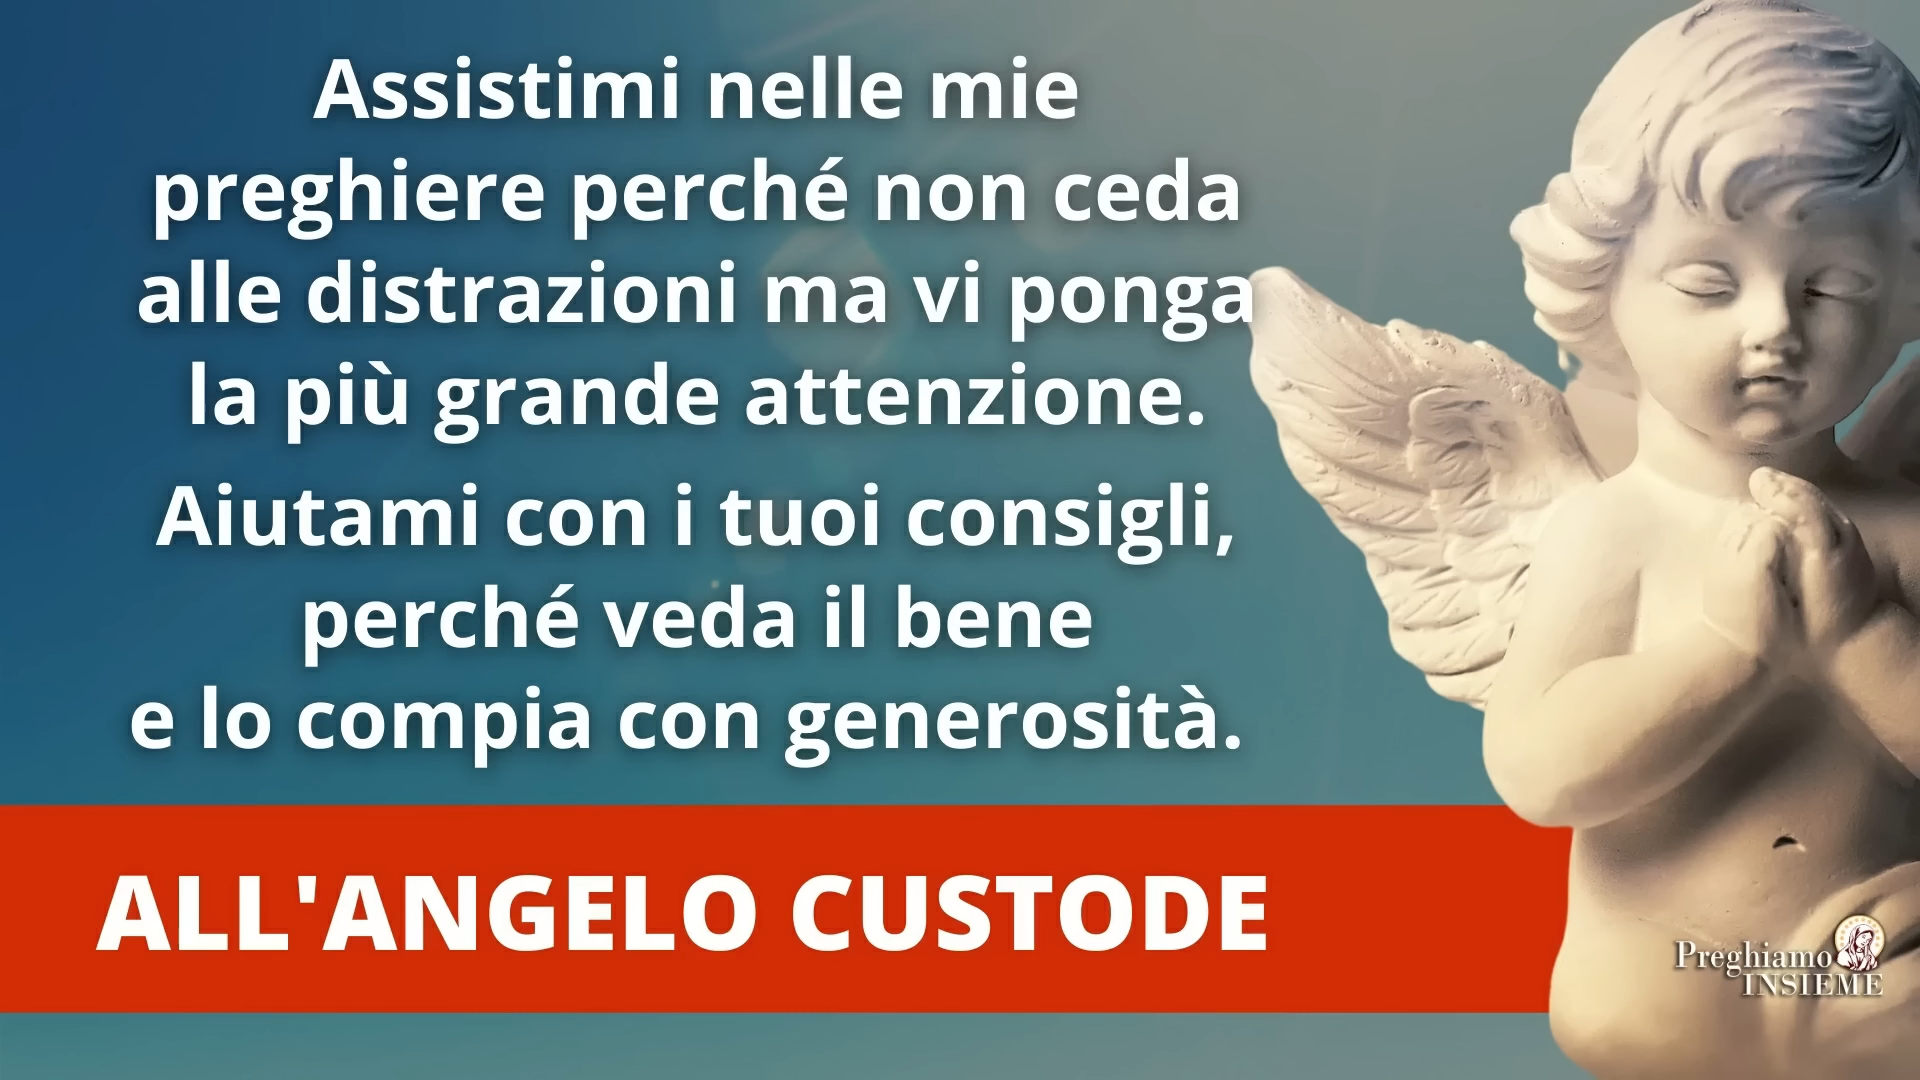 Assistimi nelle mie
preghiere perché non ceda
alle distrazioni ma vi ponga
la più grande attenzione.
Aiutami con i tuoi consigli,
perché veda il bene
e lo compia con generosità.
ALL'ANGELO CUSTODE
Preghiamo
INSIEME